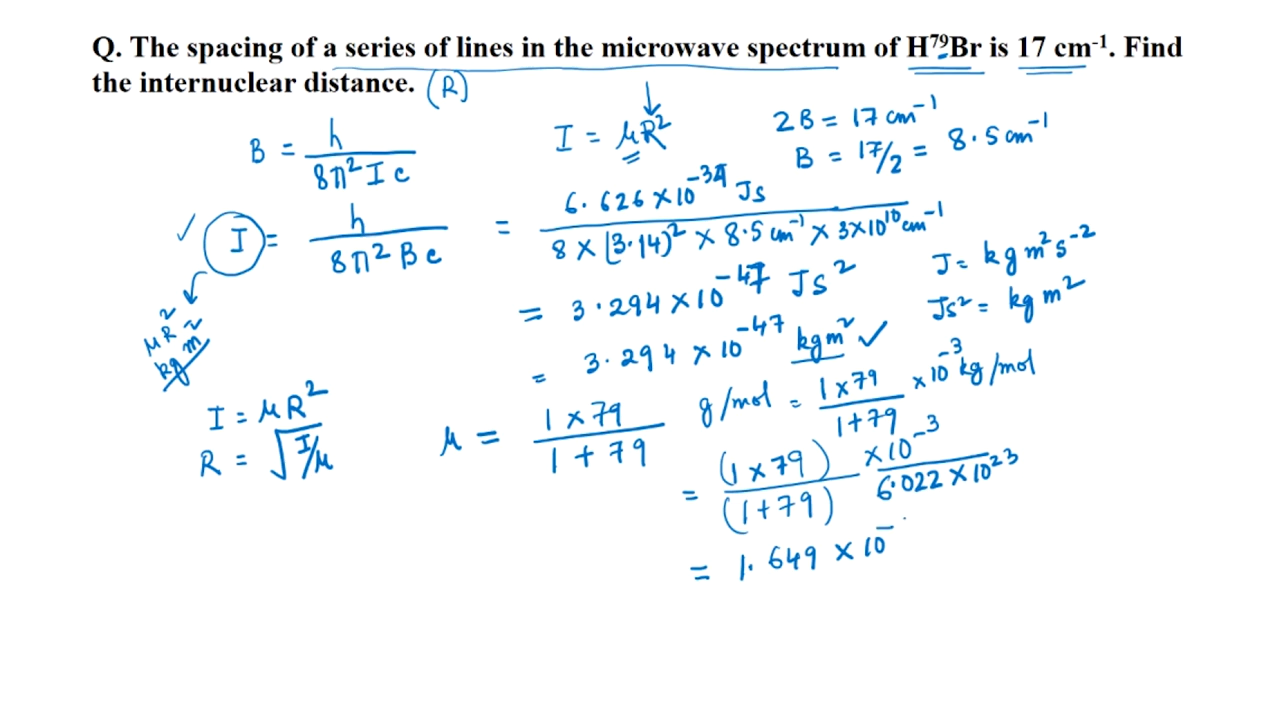 Q. The spacing of a series of lines in the microwave spectrum of H⁷⁹Br is 17 cm⁻¹. Find
the internuclear distance. (R)
B = h / 8π² I c
I = μR²
2B = 17 cm⁻¹
B = 17/2 = 8.5 cm⁻¹
✓ I = h / 8π² B c = 6.626 × 10⁻³⁴ Js / 8 × (3.14)² × 8.5 cm⁻¹ × 3×10¹⁰ cm⁻¹
= 3.294 × 10⁻⁴⁷ Js²
J = kg m² s⁻²
Js² = kg m²
= 3.294 × 10⁻⁴⁷ kgm² ✓
μR²
kg m²
I = μR²
R = √I/μ
μ = 1 × 79 / 1 + 79 g/mol = 1 × 79 / 1 + 79 × 10⁻³ kg/mol
= (1 × 79) / (1 + 79) × 10⁻³ / 6.022 × 10²³
= 1.649 × 10⁻